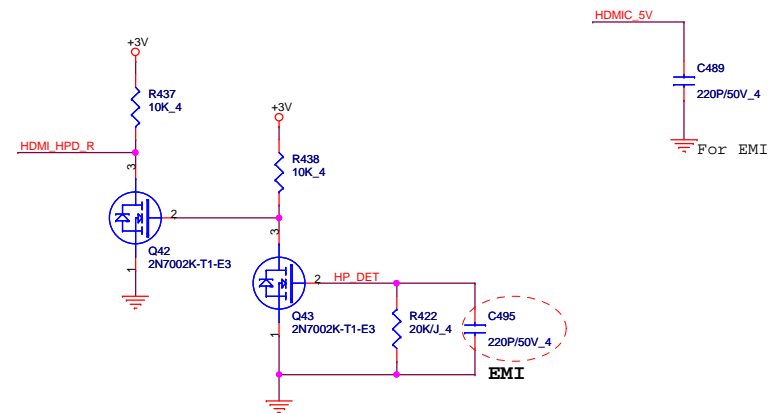 HDMIC_5V
+3V
C489
220P/50V_4
R437
10K_4
+3V
HDMI_HPD_R
For EMI
R438
10K_4
3
2
Q42
2N7002K-T1-E3
1
3
HP_DET
2
Q43
2N7002K-T1-E3
1
R422
20K/J_4
C495
220P/50V_4
EMI